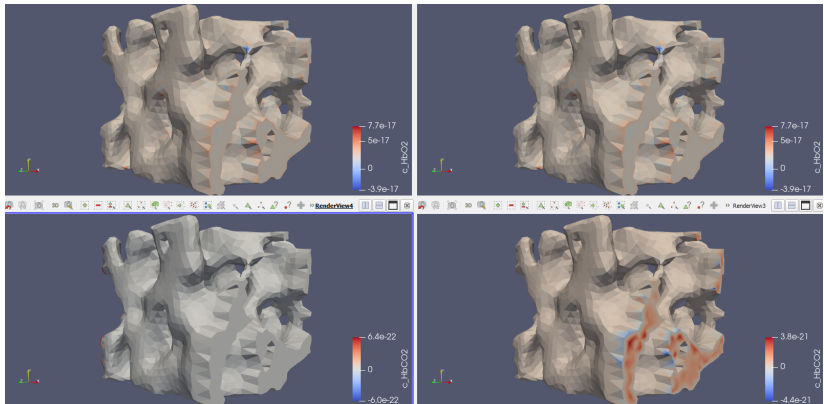 7.7e-17
5e-17
0
-3.9e-17
c_HbO2
7.7e-17
5e-17
0
-3.9e-17
c_HbO2
3D
RenderView4
3D
RenderView3
6.4e-22
0
-6.0e-22
c_HbCO2
3.8e-21
0
-4.4e-21
c_HbCO2